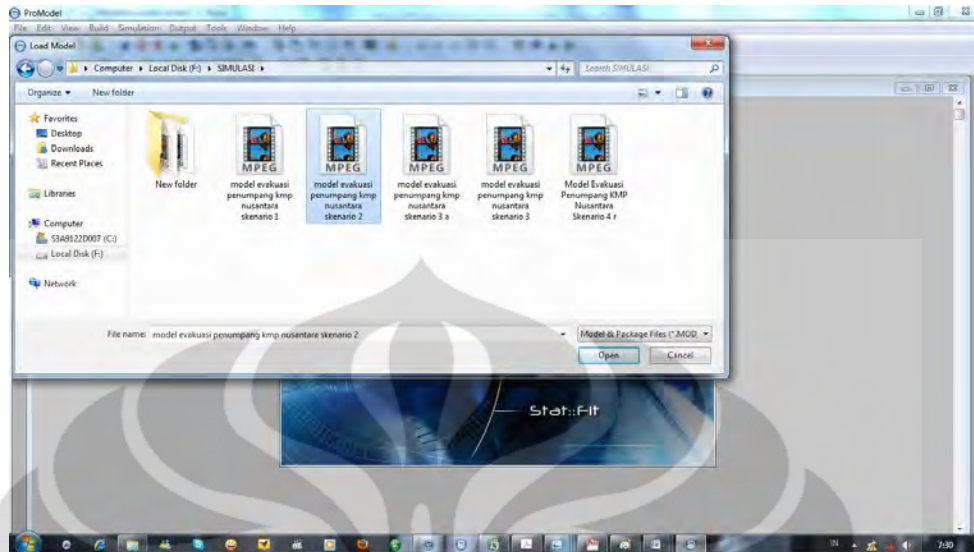 ProModel
File Edit View Build Simulation Output Tools Window Help
Load Model
Computer Local Disk (F:) SIMULASI
Search SIMULASI
Organize New folder
Favorites
Desktop
Downloads
Recent Places
Libraries
Computer
S3A9122D007 (C:)
Local Disk (F:)
Network
New folder
MPEG
model evakuasi
penumpang kmp
nusantara
skenario 1
MPEG
model evakuasi
penumpang kmp
nusantara
skenario 2
MPEG
model evakuasi
penumpang kmp
nusantara
skenario 3 a
MPEG
model evakuasi
penumpang kmp
nusantara
skenario 3
MPEG
Model Evakuasi
Penumpang KMP
Nusantara
Skenario 4 r
File name: model evakuasi penumpang kmp nusantara skenario 2
Model & Package Files (*.MOD,
Open Cancel
Stat::Fit
IN 7:30